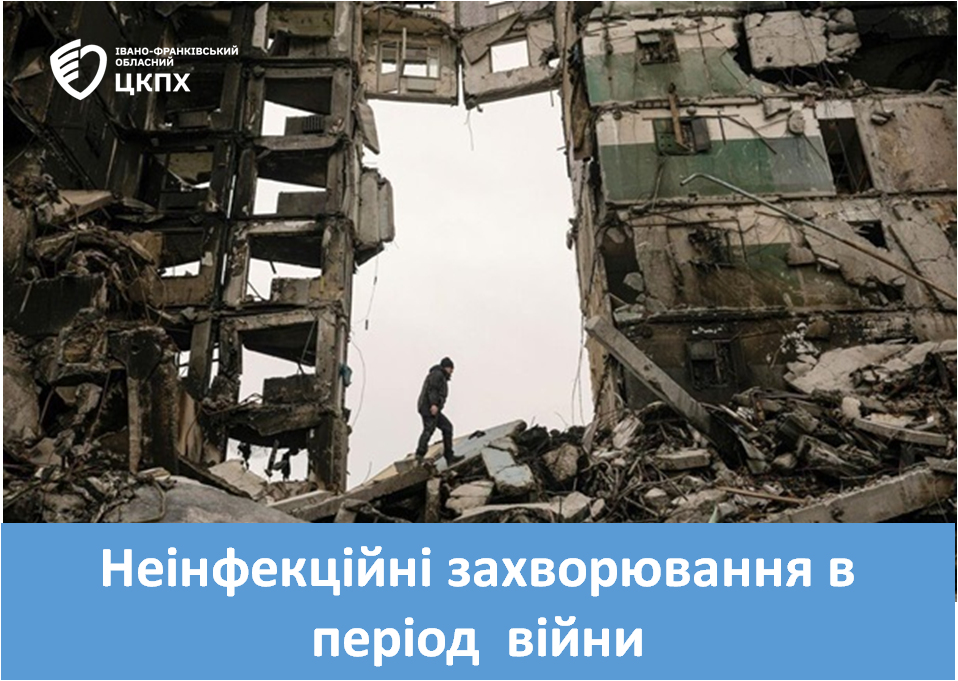 ІВАНО-ФРАНКІВСЬКИЙ
ОБЛАСНИЙ
ЦКПХ
Неінфекційні захворювання в
період війни